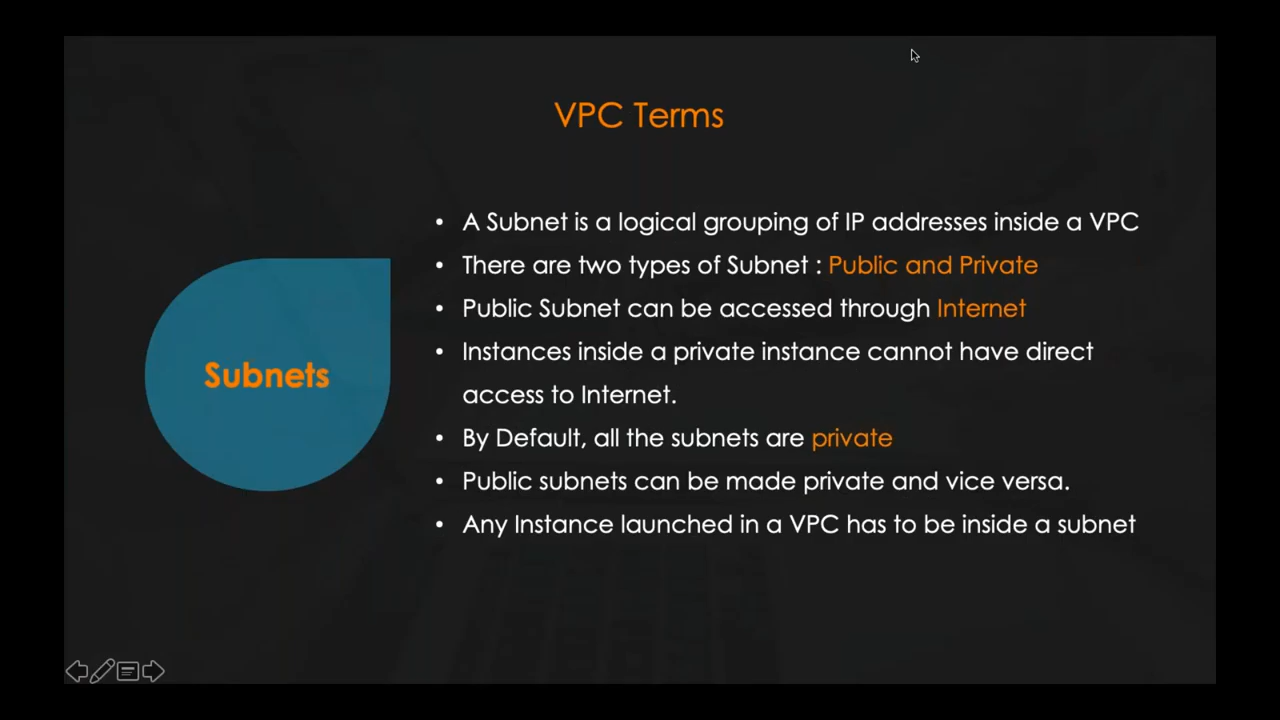 VPC Terms
Subnets
• A Subnet is a logical grouping of IP addresses inside a VPC
• There are two types of Subnet : Public and Private
• Public Subnet can be accessed through Internet
• Instances inside a private instance cannot have direct
access to Internet.
• By Default, all the subnets are private
• Public subnets can be made private and vice versa.
• Any Instance launched in a VPC has to be inside a subnet